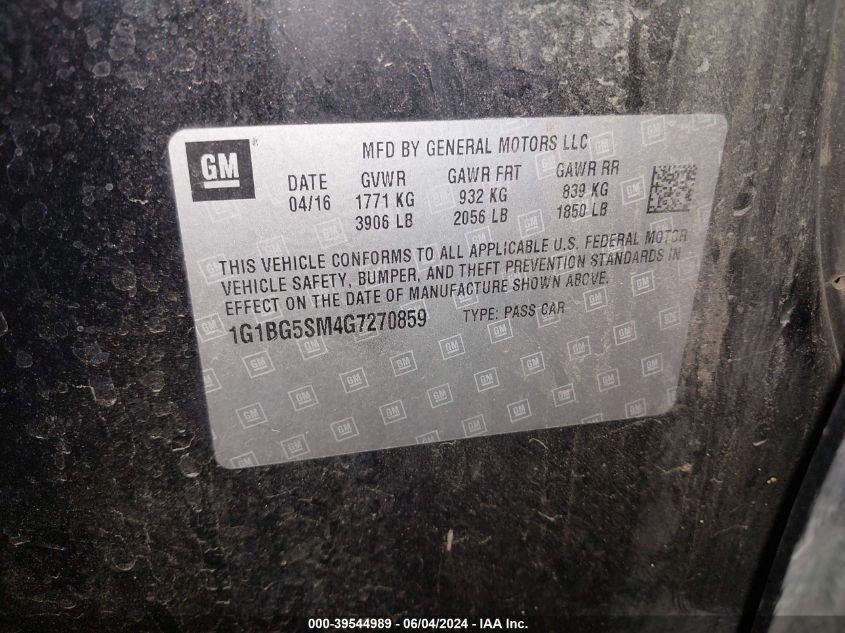 GM
MFD BY GENERAL MOTORS LLC
DATE GVWR GAWR FRT GAWR RR
04/16 1771 KG 932 KG 839 KG
3906 LB 2056 LB 1850 LB
THIS VEHICLE CONFORMS TO ALL APPLICABLE U.S. FEDERAL MOTOR
VEHICLE SAFETY, BUMPER, AND THEFT PREVENTION STANDARDS IN
EFFECT ON THE DATE OF MANUFACTURE SHOWN ABOVE.
1G1BG5SM4G7270859 TYPE: PASS CAR
000-39544989 - 06/04/2024 - IAA Inc.